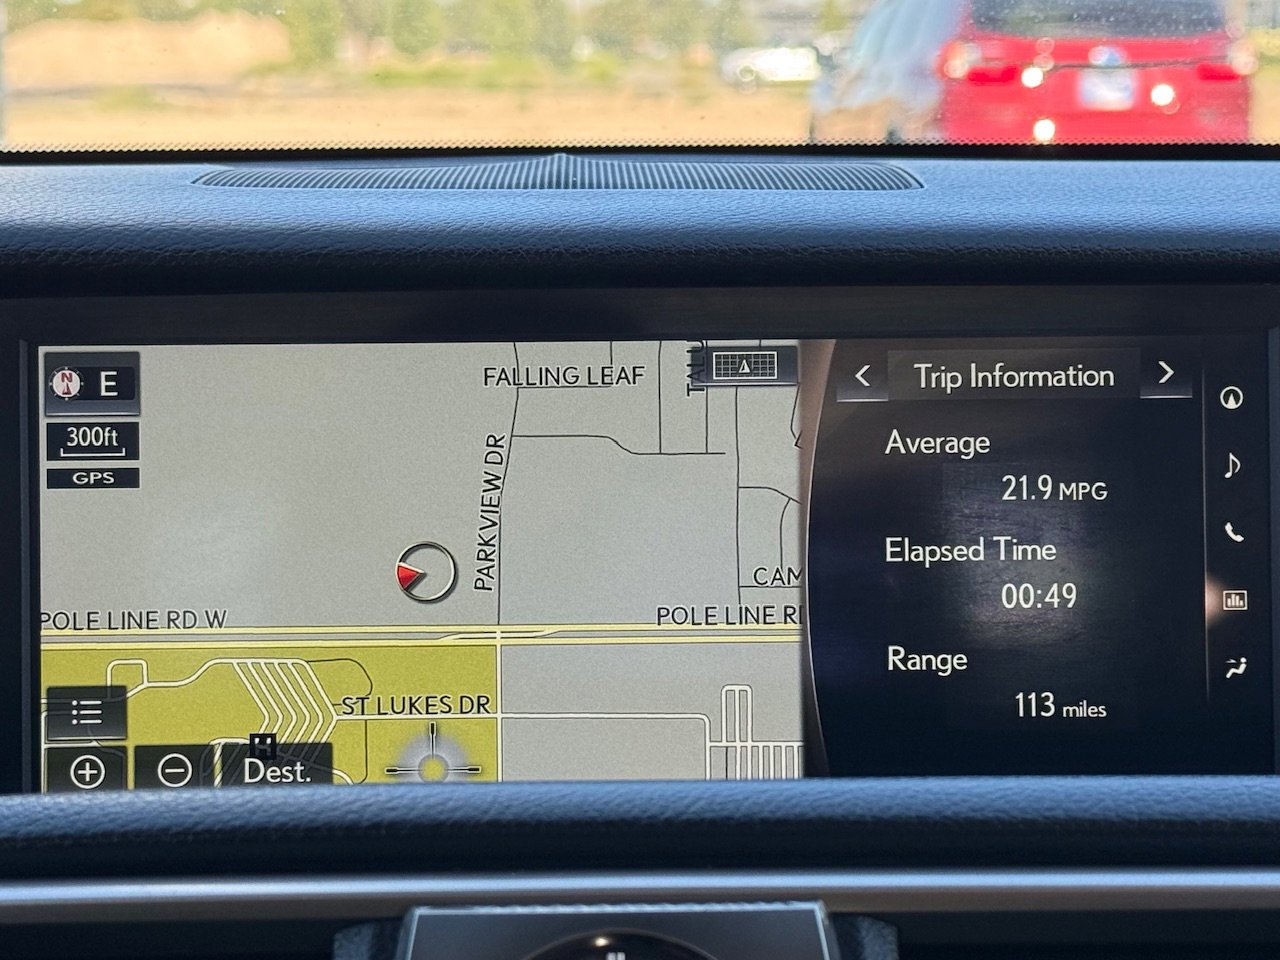 N E
300ft
GPS
FALLING LEAF
PARKVIEW DR
POLE LINE RD W
POLE LINE
ST LUKES DR
H
Dest.
Trip Information
Average
21.9 MPG
Elapsed Time
00:49
Range
113 miles